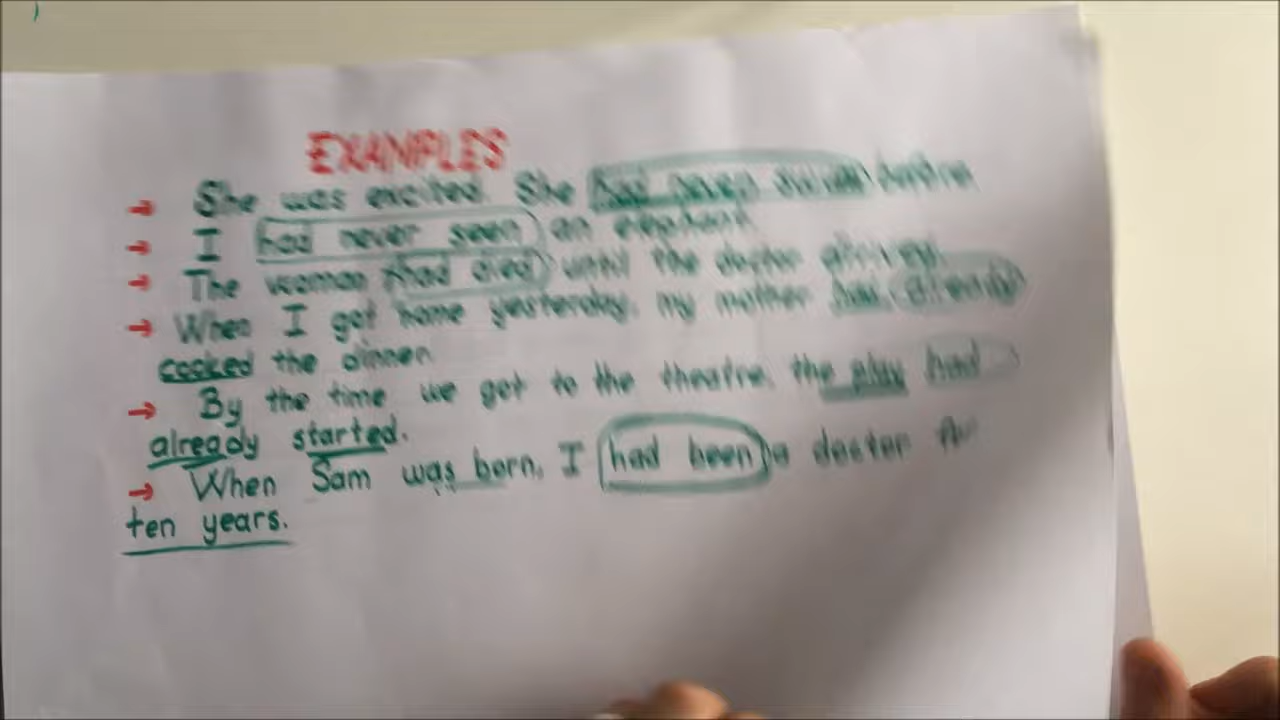 EXAMPLES
→ She was excited. She had never swum before.
→ I had never seen an elephant.
→ The woman had died until the doctor arrived.
→ When I got home yesterday, my mother had already
cooked the dinner.
→ By the time we got to the theatre, the play had
already started.
→ When Sam was born, I had been a doctor for
ten years.